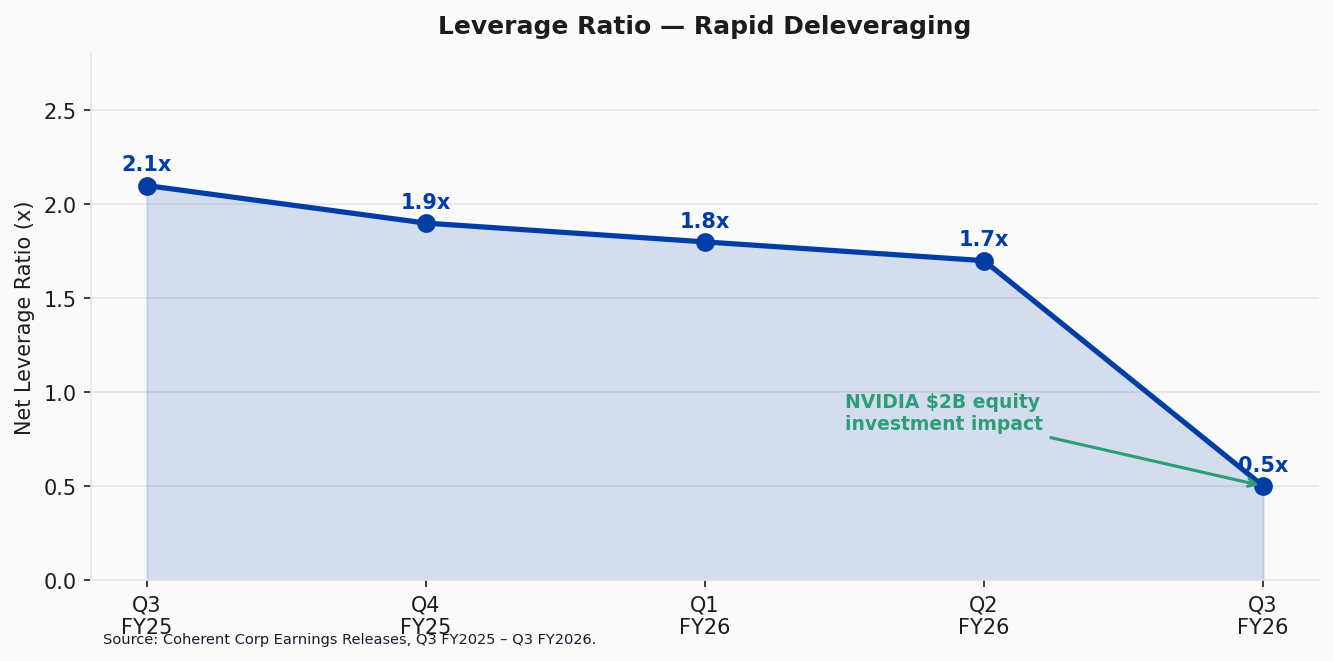 Leverage Ratio — Rapid Deleveraging
Net Leverage Ratio (x)
2.5
2.0
1.5
1.0
0.5
0.0
2.1x
1.9x
1.8x
1.7x
0.5x
NVIDIA $2B equity
investment impact
Q3
FY25
Q4
FY25
Q1
FY26
Q2
FY26
Q3
FY26
Source: Coherent Corp Earnings Releases, Q3 FY2025 – Q3 FY2026.